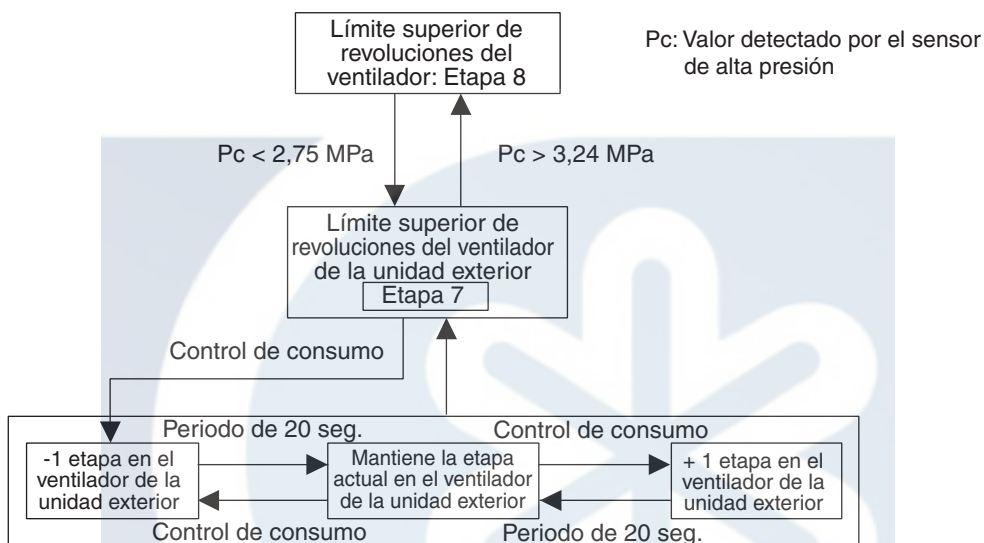 Límite superior de
revoluciones del
ventilador: Etapa 8
Pc: Valor detectado por el sensor
de alta presión
Pc < 2,75 MPa
Pc > 3,24 MPa
Límite superior de
revoluciones del ventilador
de la unidad exterior
Etapa 7
Control de consumo
Periodo de 20 seg.
Control de consumo
-1 etapa en el
ventilador de la
unidad exterior
Mantiene la etapa
actual en el ventilador
de la unidad exterior
+ 1 etapa en el
ventilador de la
unidad exterior
Control de consumo
Periodo de 20 seg.